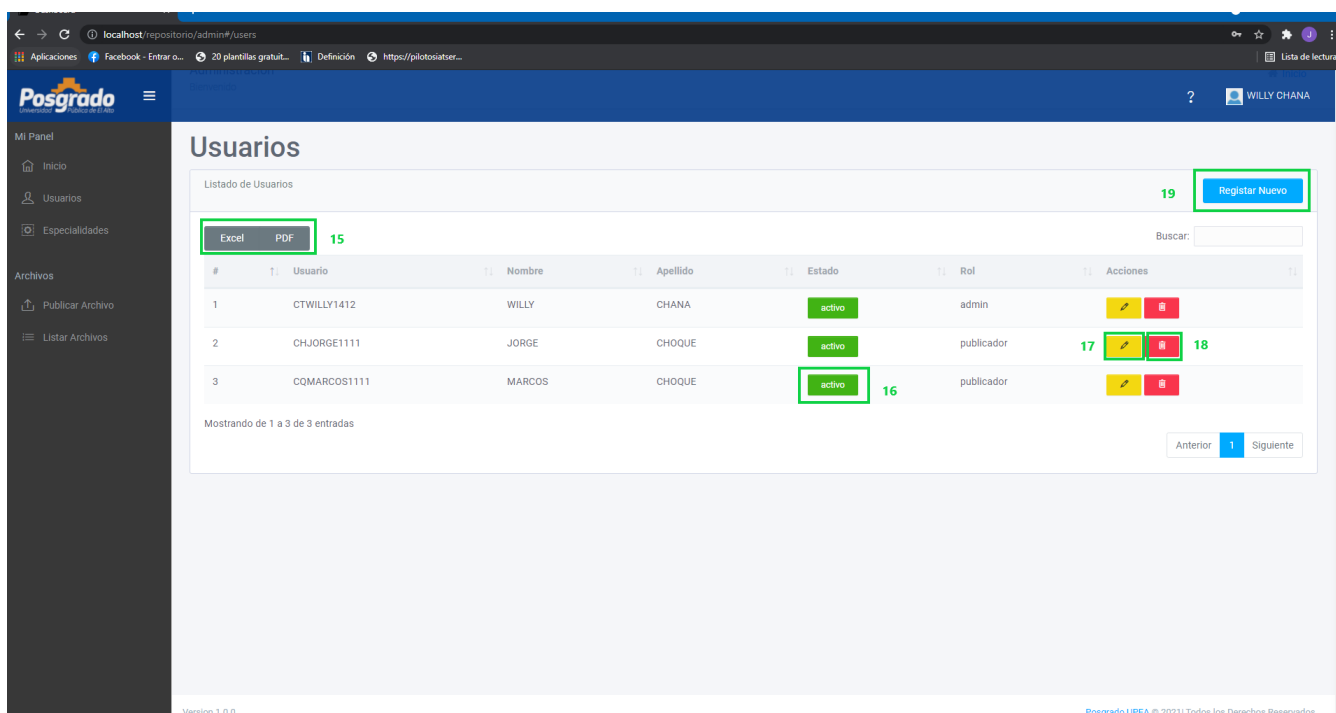 localhost/repositorio/admin#/users
Aplicaciones Facebook - Entrar o... 20 plantillas gratuit... Definición https://pilotosiatser... Lista de lectura
Posgrado
Universidad Pública de El Alto
? WILLY CHANA
Mi Panel
Inicio
Usuarios
Especialidades
Archivos
Publicar Archivo
Listar Archivos
Usuarios
Listado de Usuarios
19 Registar Nuevo
Excel PDF 15 Buscar:
# Usuario Nombre Apellido Estado Rol Acciones
1 CTWILLY1412 WILLY CHANA activo admin
2 CHJORGE1111 JORGE CHOQUE activo publicador 17 18
3 CQMARCOS1111 MARCOS CHOQUE activo 16 publicador
Mostrando de 1 a 3 de 3 entradas
Anterior 1 Siguiente
Version 1.0.0 Posgrado UPEA © 2021| Todos los Derechos Reservados